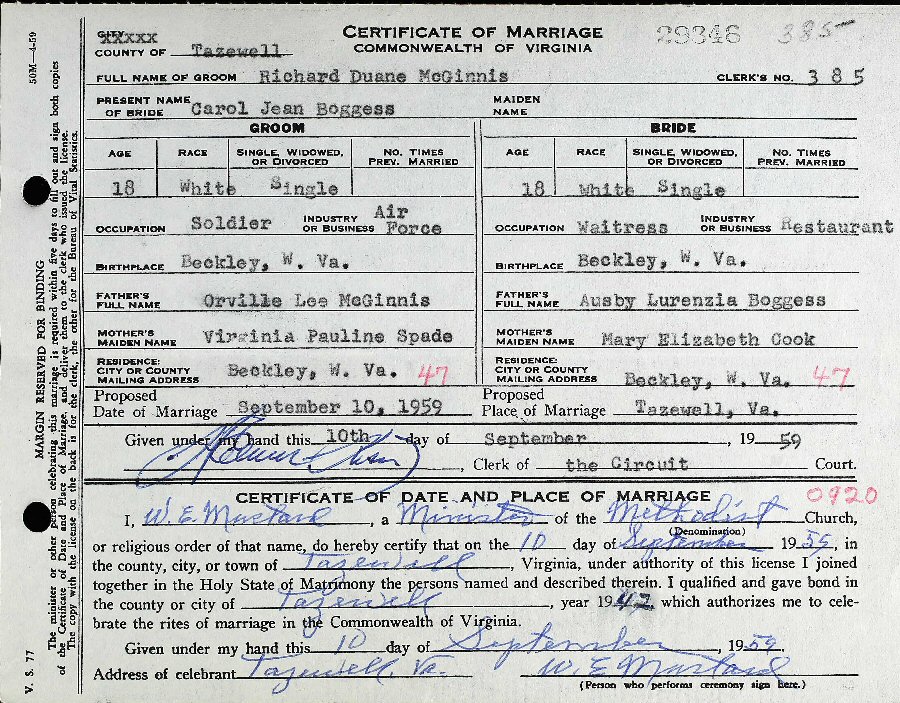 CERTIFICATE OF MARRIAGE
COMMONWEALTH OF VIRGINIA
29346 385
CITY XXXXX
COUNTY OF Tazewell
FULL NAME OF GROOM Richard Duane McGinnis CLERK'S NO. 3 8 5
PRESENT NAME OF BRIDE Carol Jean Boggess MAIDEN NAME
GROOM BRIDE
AGE RACE SINGLE, WIDOWED, OR DIVORCED NO. TIMES PREV. MARRIED AGE RACE SINGLE, WIDOWED, OR DIVORCED NO. TIMES PREV. MARRIED
18 White Single 18 White Single
OCCUPATION Soldier INDUSTRY OR BUSINESS Air Force OCCUPATION Waitress INDUSTRY OR BUSINESS Restaurant
BIRTHPLACE Beckley, W. Va. BIRTHPLACE Beckley, W. Va.
FATHER'S FULL NAME Orville Lee McGinnis FATHER'S FULL NAME Ausby Lurenzia Boggess
MOTHER'S MAIDEN NAME Virginia Pauline Spade MOTHER'S MAIDEN NAME Mary Elizabeth Cook
RESIDENCE: CITY OR COUNTY MAILING ADDRESS Beckley, W. Va. 47 RESIDENCE: CITY OR COUNTY MAILING ADDRESS Beckley, W. Va. 47
Proposed Date of Marriage September 10, 1959 Proposed Place of Marriage Tazewell, Va.
Given under my hand this 10th day of September, 19 59
, Clerk of the Circuit Court.
CERTIFICATE OF DATE AND PLACE OF MARRIAGE 0920
I, W. E. Mustard, a Minister of the Methodist Church,
(Denomination)
or religious order of that name, do hereby certify that on the 10 day of September 1959, in
the county, city, or town of Tazewell, Virginia, under authority of this license I joined
together in the Holy State of Matrimony the persons named and described therein. I qualified and gave bond in
the county or city of Tazewell, year 1942 which authorizes me to cele-
brate the rites of marriage in the Commonwealth of Virginia.
Given under my hand this 10 day of September, 1959.
Address of celebrant Tazewell, Va. W. E. Mustard
(Person who performs ceremony sign here.)
V. S. 77 MARGIN RESERVED FOR BINDING 50M—4-59
The minister or other person celebrating this marriage is required within five days to fill out and sign both copies
of the Certificate of Date and Place of Marriage, and deliver them to the clerk who issued the license.
The copy with the license on the back is for the clerk, the other for the Bureau of Vital Statistics.